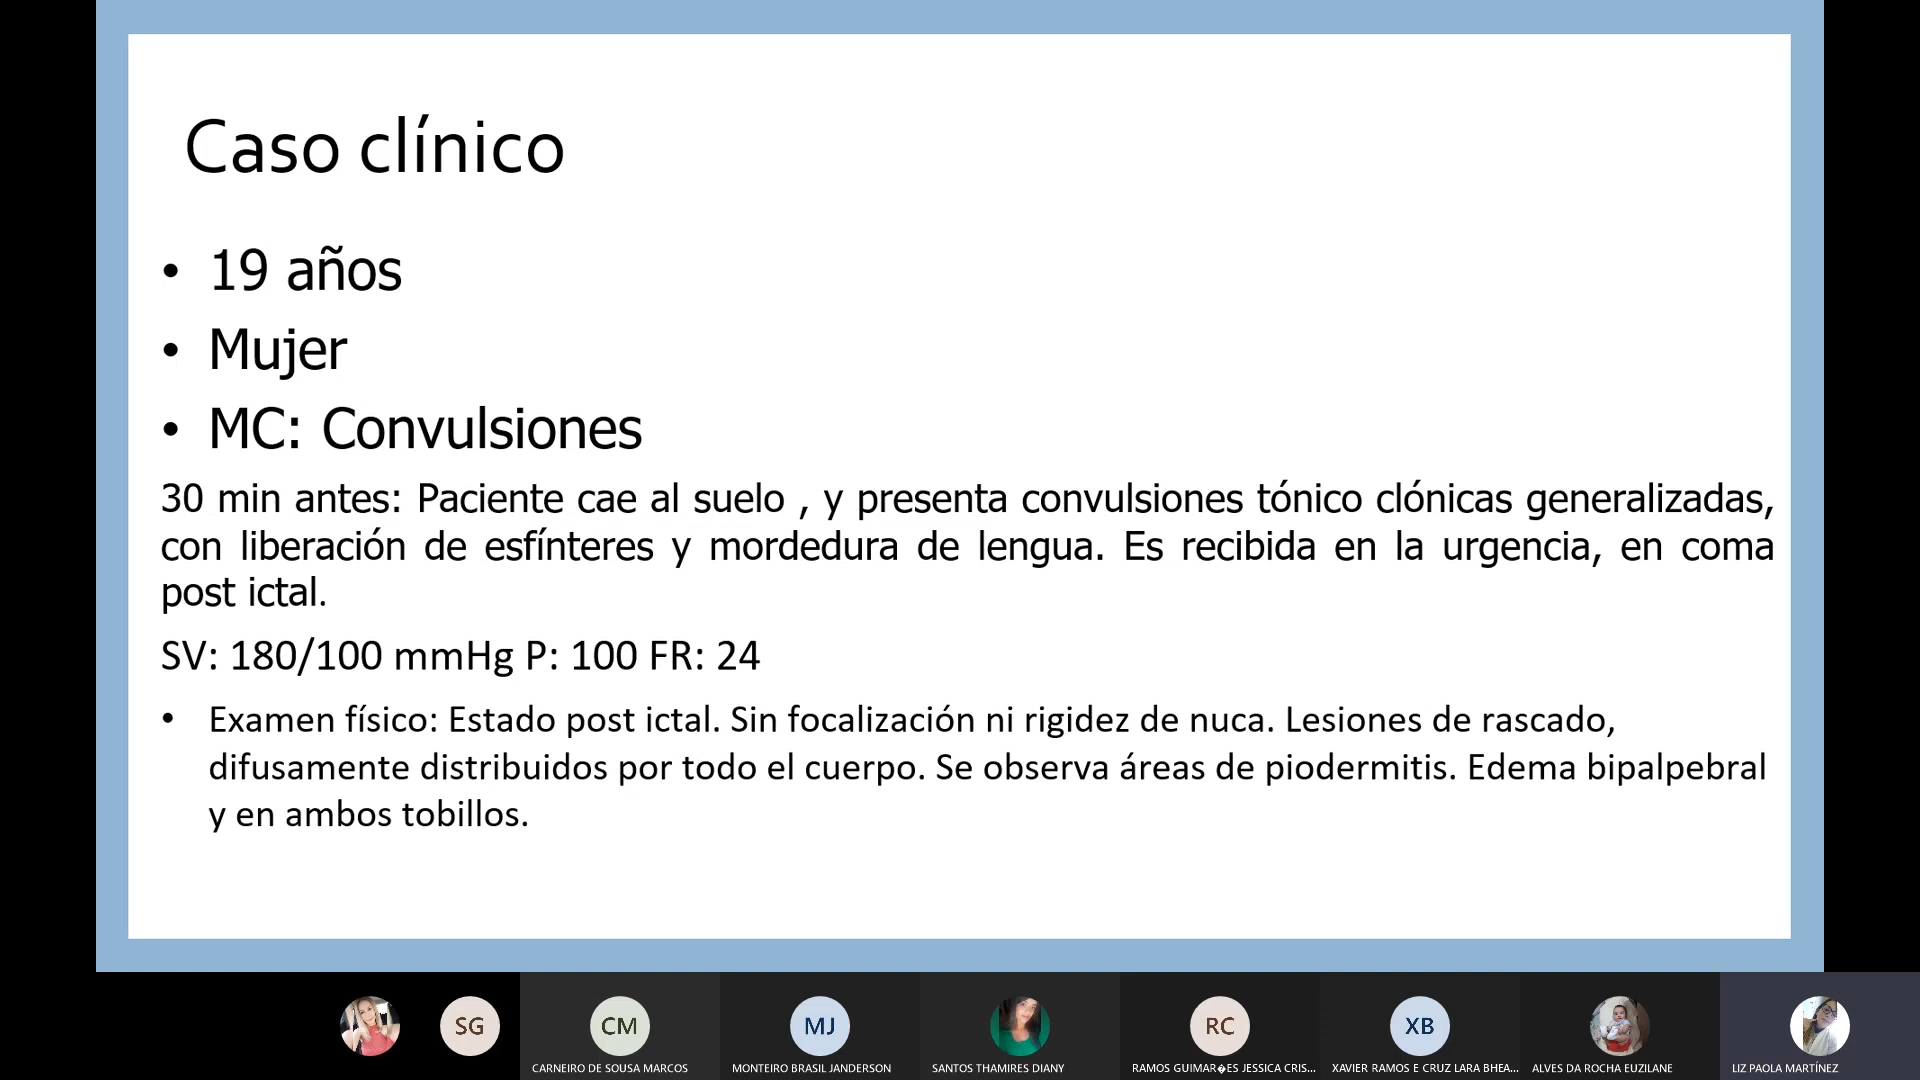 Caso clínico
• 19 años
• Mujer
• MC: Convulsiones
30 min antes: Paciente cae al suelo , y presenta convulsiones tónico clónicas generalizadas,
con liberación de esfínteres y mordedura de lengua. Es recibida en la urgencia, en coma
post ictal.
SV: 180/100 mmHg P: 100 FR: 24
• Examen físico: Estado post ictal. Sin focalización ni rigidez de nuca. Lesiones de rascado,
difusamente distribuidos por todo el cuerpo. Se observa áreas de piodermitis. Edema bipalpebral
y en ambos tobillos.
SG
CM
MJ
RC
XB
CARNEIRO DE SOUSA MARCOS
MONTEIRO BRASIL JANDERSON
SANTOS THAMIRES DIANY
RAMOS GUIMAR�ES JESSICA CRIS...
XAVIER RAMOS E CRUZ LARA BHEA...
ALVES DA ROCHA EUZILANE
LIZ PAOLA MARTÍNEZ